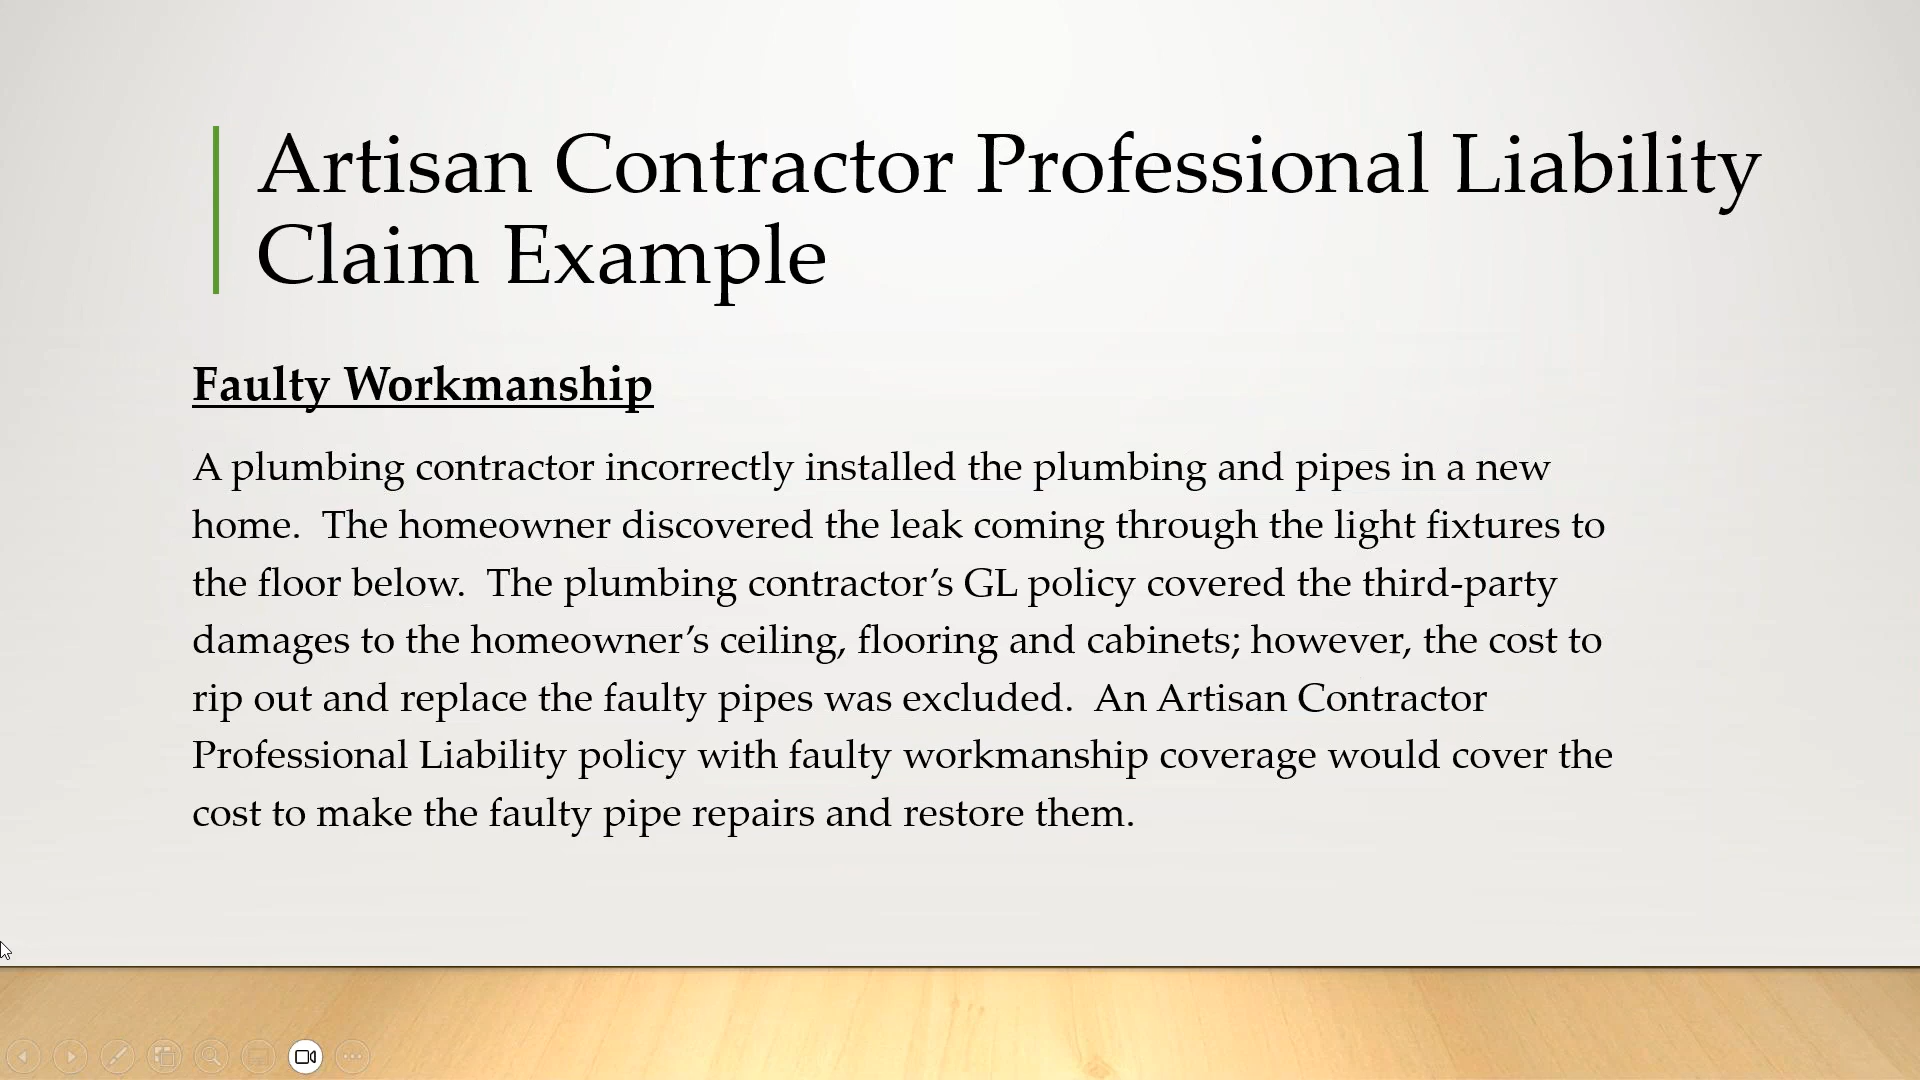 Artisan Contractor Professional Liability
Claim Example
Faulty Workmanship
A plumbing contractor incorrectly installed the plumbing and pipes in a new
home.  The homeowner discovered the leak coming through the light fixtures to
the floor below.  The plumbing contractor’s GL policy covered the third-party
damages to the homeowner’s ceiling, flooring and cabinets; however, the cost to
rip out and replace the faulty pipes was excluded.  An Artisan Contractor
Professional Liability policy with faulty workmanship coverage would cover the
cost to make the faulty pipe repairs and restore them.